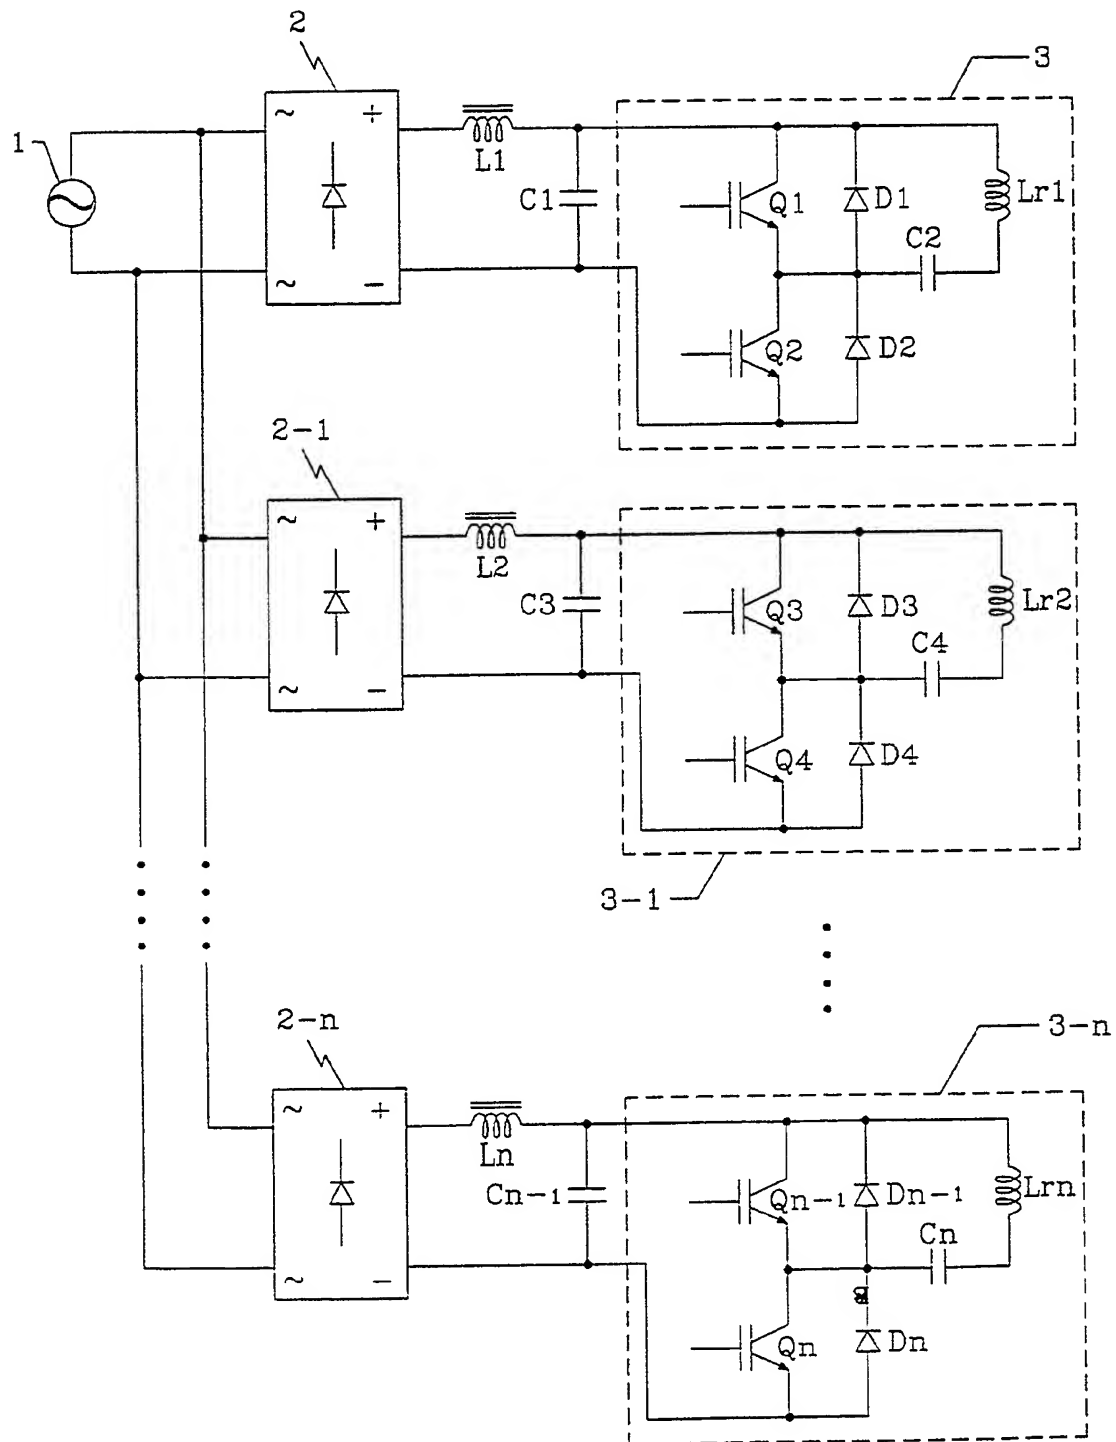 2
3
1
~
+
L1
C1
Q1
D1
Lr1
C2
~
−
Q2
D2
2-1
~
+
L2
C3
Q3
D3
Lr2
C4
~
−
Q4
D4
3-1
2-n
3-n
~
+
Ln
Cn-1
Qn-1
Dn-1
Lrn
Cn
~
−
Qn
Dn